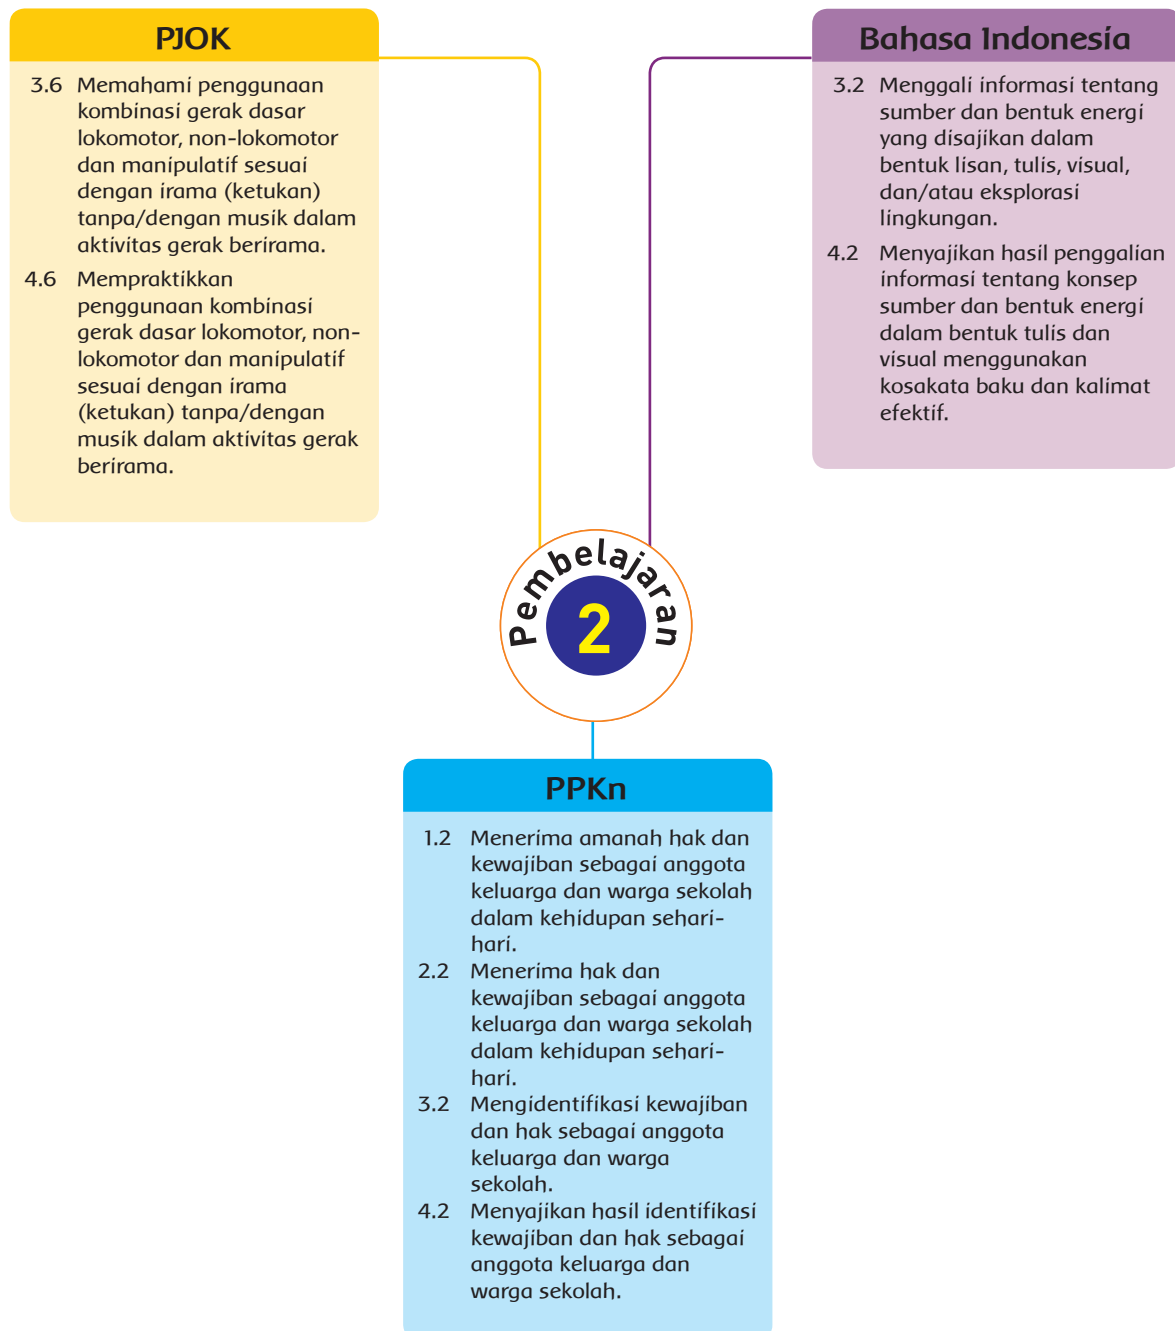 PJOK
3.6 Memahami penggunaan
kombinasi gerak dasar
lokomotor, non-lokomotor
dan manipulatif sesuai
dengan irama (ketukan)
tanpa/dengan musik dalam
aktivitas gerak berirama.
4.6 Mempraktikkan
penggunaan kombinasi
gerak dasar lokomotor, non-
lokomotor dan manipulatif
sesuai dengan irama
(ketukan) tanpa/dengan
musik dalam aktivitas gerak
berirama.
Bahasa Indonesia
3.2 Menggali informasi tentang
sumber dan bentuk energi
yang disajikan dalam
bentuk lisan, tulis, visual,
dan/atau eksplorasi
lingkungan.
4.2 Menyajikan hasil penggalian
informasi tentang konsep
sumber dan bentuk energi
dalam bentuk tulis dan
visual menggunakan
kosakata baku dan kalimat
efektif.
Pembelajaran
2
PPKn
1.2 Menerima amanah hak dan
kewajiban sebagai anggota
keluarga dan warga sekolah
dalam kehidupan sehari-
hari.
2.2 Menerima hak dan
kewajiban sebagai anggota
keluarga dan warga sekolah
dalam kehidupan sehari-
hari.
3.2 Mengidentifikasi kewajiban
dan hak sebagai anggota
keluarga dan warga
sekolah.
4.2 Menyajikan hasil identifikasi
kewajiban dan hak sebagai
anggota keluarga dan
warga sekolah.